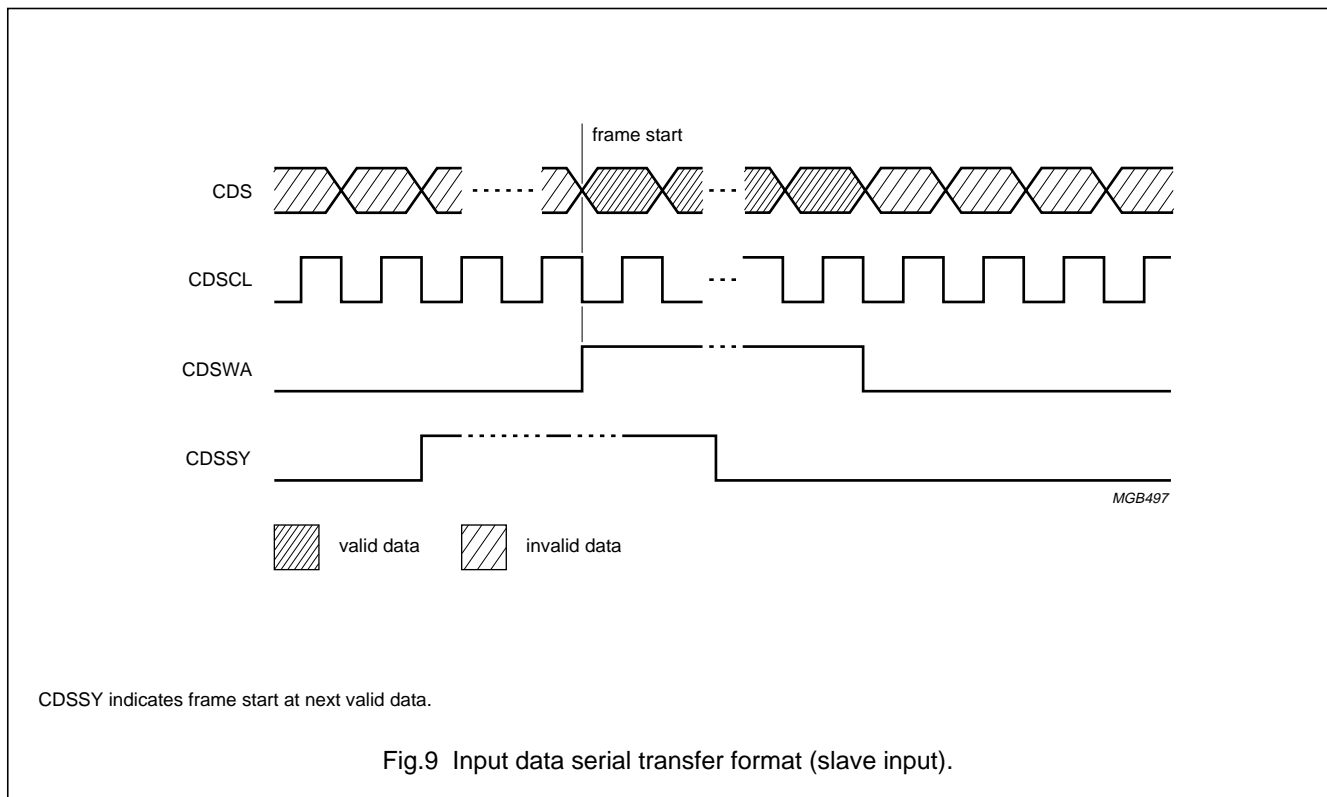 frame start
CDS
CDSCL
CDSWA
CDSSY
MGB497
valid data
invalid data
CDSSY indicates frame start at next valid data.
Fig.9 Input data serial transfer format (slave input).